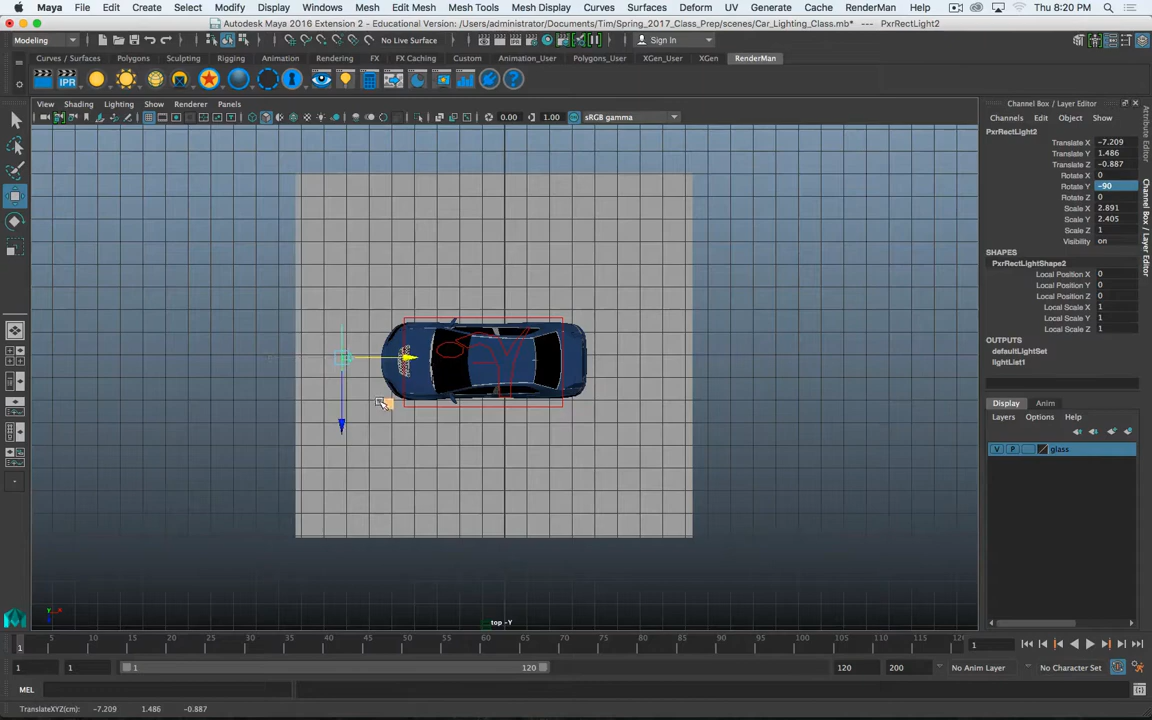 Maya File Edit Create Select Modify Display Windows Mesh Edit Mesh Mesh Tools Mesh Display Curves Surfaces Deform UV Generate Cache RenderMan Help Thu 8:20 PM
Autodesk Maya 2016 Extension 2 - Educational Version: /Users/administrator/Documents/Tim/Spring_2017_Class_Prep/scenes/Car_Lighting_Class.mb* --- PxrRectLight2
Modeling No Live Surface Sign In
Curves / Surfaces Polygons Sculpting Rigging Animation Rendering FX FX Caching Custom Animation_User Polygons_User XGen_User XGen RenderMan
IPR
View Shading Lighting Show Renderer Panels
0.00 1.00 sRGB gamma
Channel Box / Layer Editor
Channels Edit Object Show
PxrRectLight2
Translate X -7.209
Translate Y 1.486
Translate Z -0.887
Rotate X 0
Rotate Y -90
Rotate Z 0
Scale X 2.891
Scale Y 2.405
Scale Z 1
Visibility on
SHAPES
PxrRectLightShape2
Local Position X 0
Local Position Y 0
Local Position Z 0
Local Scale X 1
Local Scale Y 1
Local Scale Z 1
OUTPUTS
defaultLightSet
lightList1
Display Anim
Layers Options Help
V P glass
Attribute Editor
Channel Box / Layer Editor
top -Y
1 5 10 15 20 25 30 35 40 45 50 55 60 65 70 75 80 85 90 95 100 105 110 115 1
1 1 1 120 120 200 No Anim Layer No Character Set
MEL
TranslateXYZ(cm): -7.209 1.486 -0.887